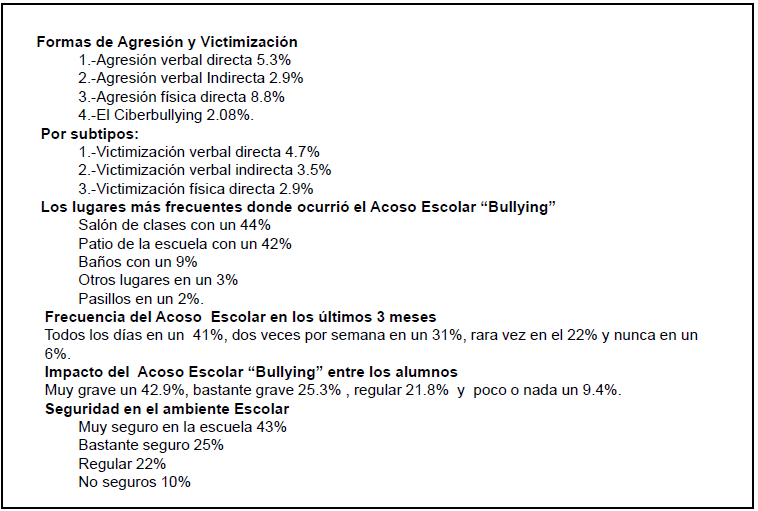 Formas de Agresión y Victimización
1.-Agresión verbal directa 5.3%
2.-Agresión verbal Indirecta 2.9%
3.-Agresión física directa 8.8%
4.-El Ciberbullying 2.08%.
Por subtipos:
1.-Victimización verbal directa 4.7%
2.-Victimización verbal indirecta 3.5%
3.-Victimización física directa 2.9%
Los lugares más frecuentes donde ocurrió el Acoso Escolar “Bullying”
Salón de clases con un 44%
Patio de la escuela con un 42%
Baños con un 9%
Otros lugares en un 3%
Pasillos en un 2%.
Frecuencia del Acoso Escolar en los últimos 3 meses
Todos los días en un 41%, dos veces por semana en un 31%, rara vez en el 22% y nunca en un
6%.
Impacto del Acoso Escolar “Bullying” entre los alumnos
Muy grave un 42.9%, bastante grave 25.3% , regular 21.8% y poco o nada un 9.4%.
Seguridad en el ambiente Escolar
Muy seguro en la escuela 43%
Bastante seguro 25%
Regular 22%
No seguros 10%